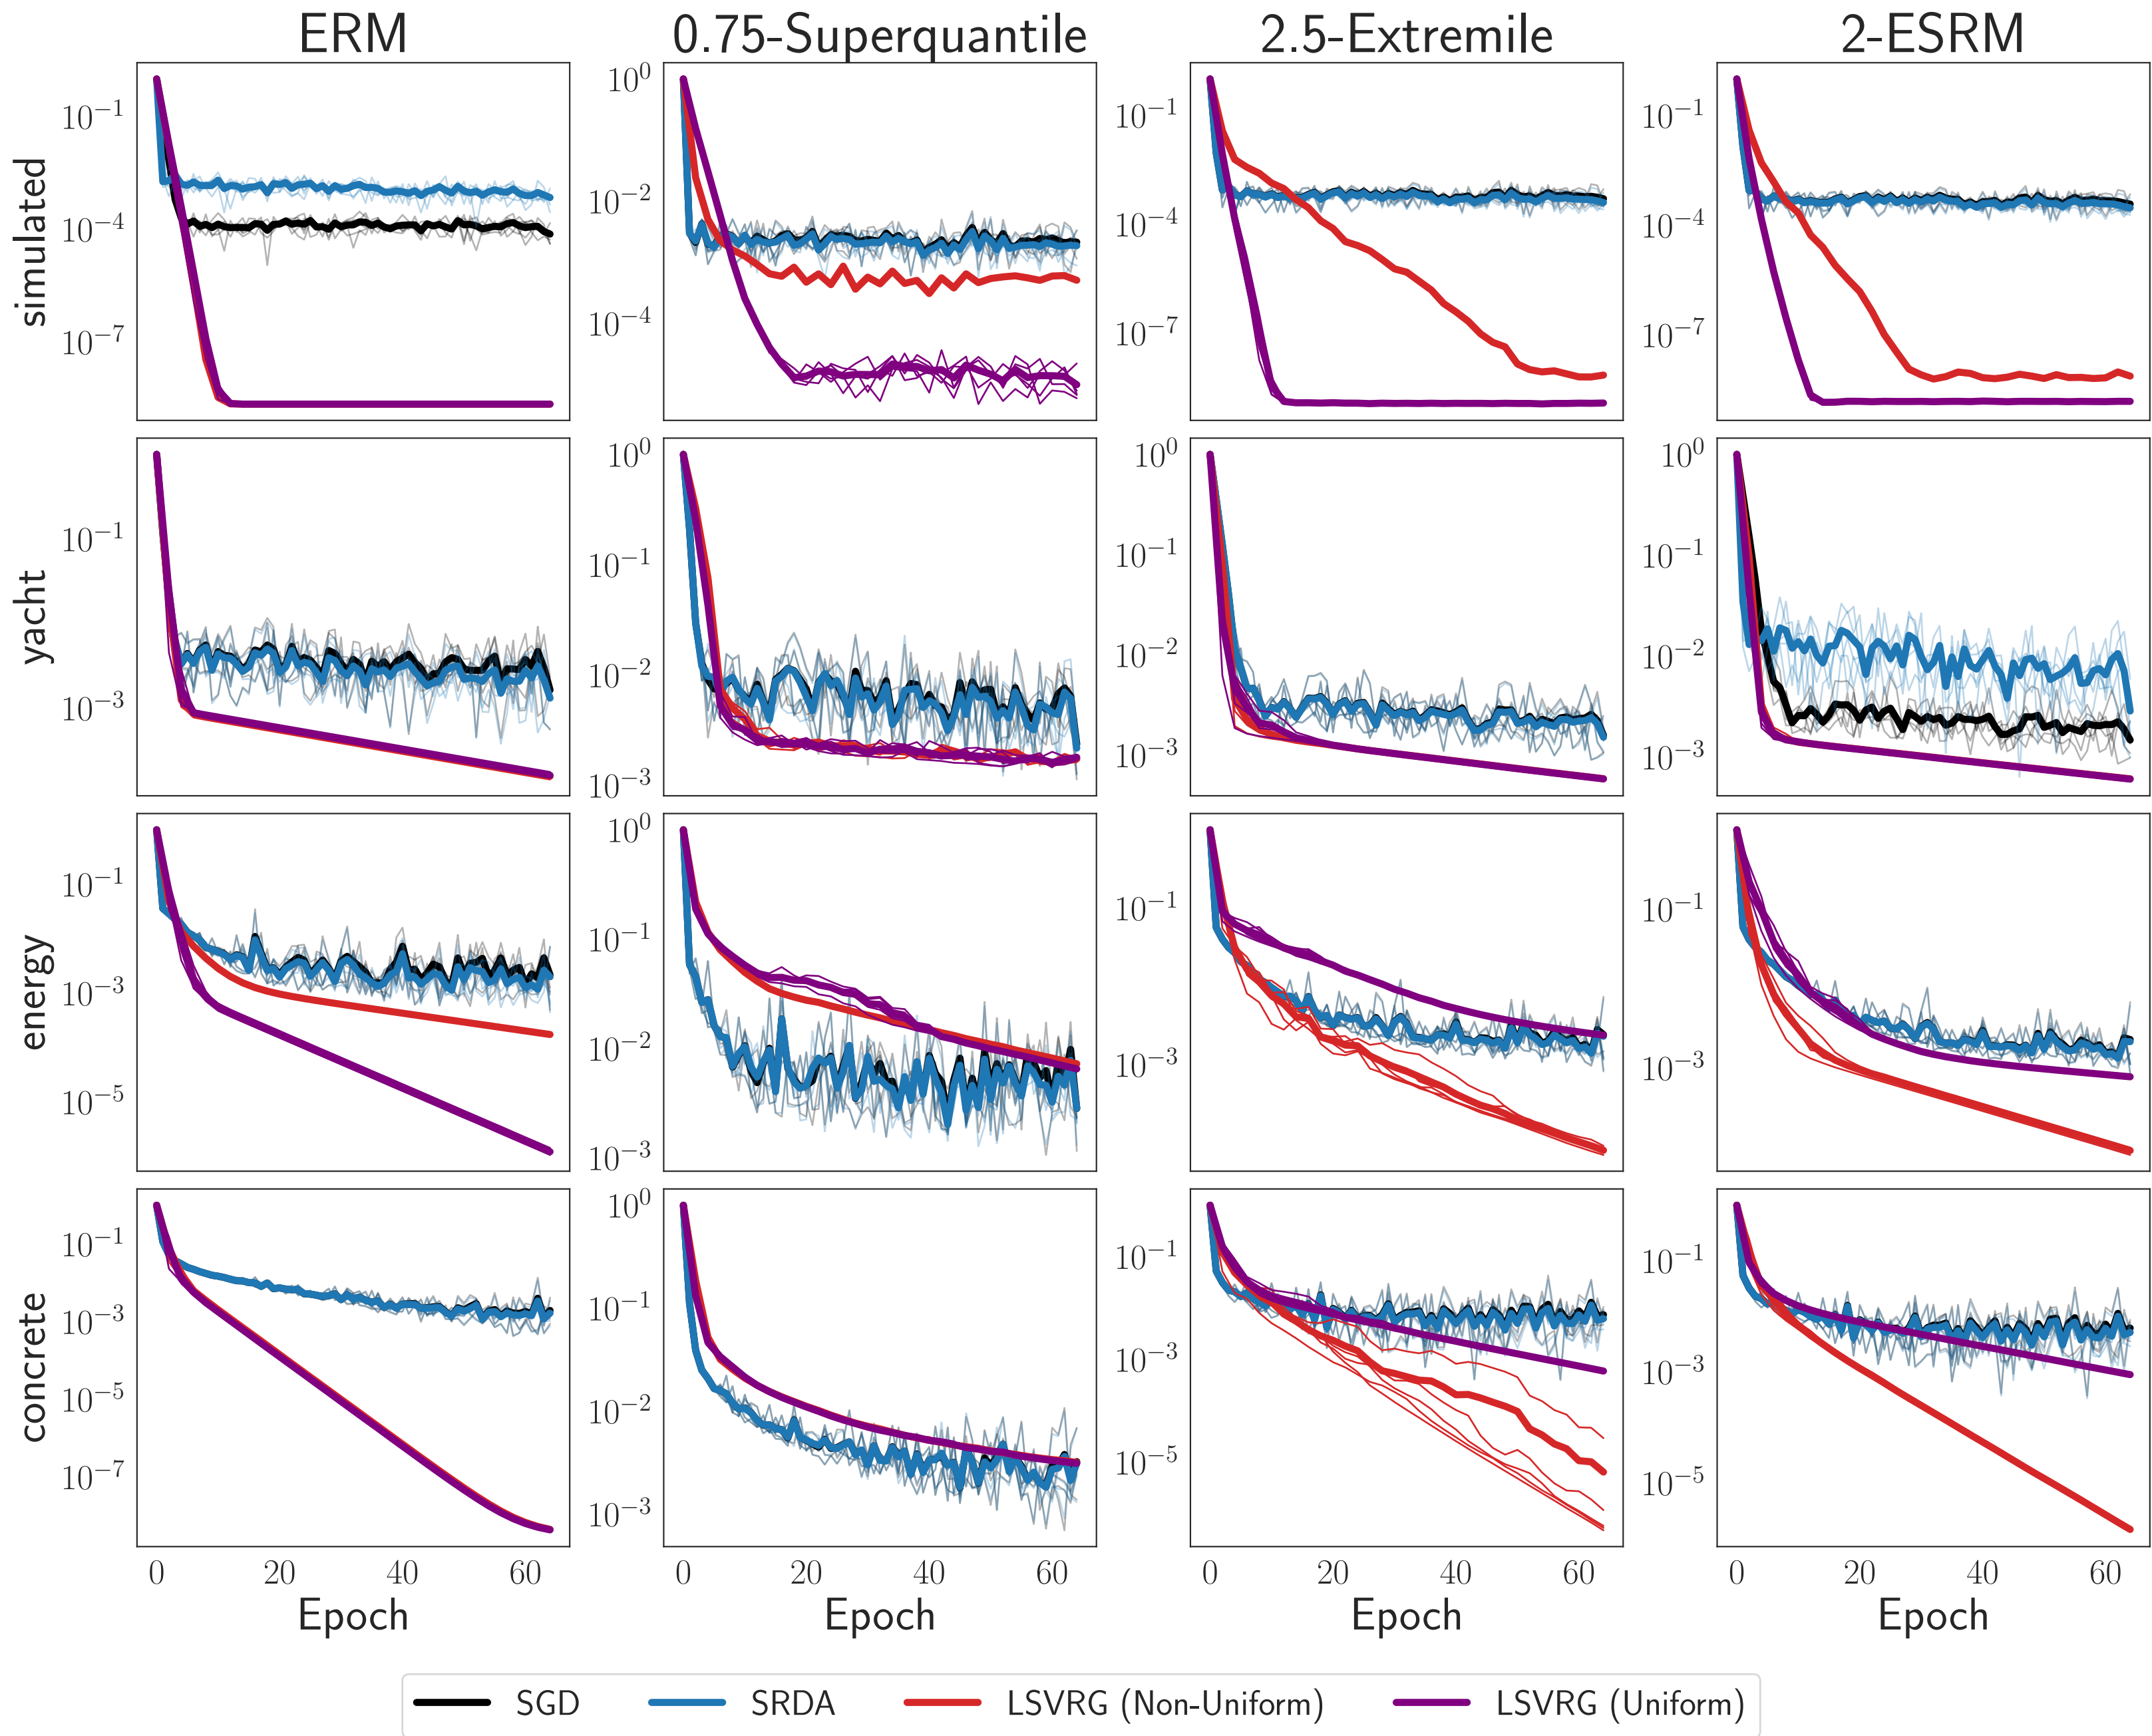 ERM 0.75-Superquantile 2.5-Extremile 2-ESRM
simulated
10^{-1} 10^{-4} 10^{-7}
10^{0} 10^{-2} 10^{-4}
10^{-1} 10^{-4} 10^{-7}
10^{-1} 10^{-4} 10^{-7}
yacht
10^{-1} 10^{-3}
10^{0} 10^{-1} 10^{-2} 10^{-3}
10^{0} 10^{-1} 10^{-2} 10^{-3}
10^{0} 10^{-1} 10^{-2} 10^{-3}
energy
10^{-1} 10^{-3} 10^{-5}
10^{0} 10^{-1} 10^{-2} 10^{-3}
10^{-1} 10^{-3}
10^{-1} 10^{-3}
concrete
10^{-1} 10^{-3} 10^{-5} 10^{-7}
10^{0} 10^{-1} 10^{-2} 10^{-3}
10^{-1} 10^{-3} 10^{-5}
10^{-1} 10^{-3} 10^{-5}
0 20 40 60 0 20 40 60 0 20 40 60 0 20 40 60
Epoch Epoch Epoch Epoch
SGD SRDA LSVRG (Non-Uniform) LSVRG (Uniform)